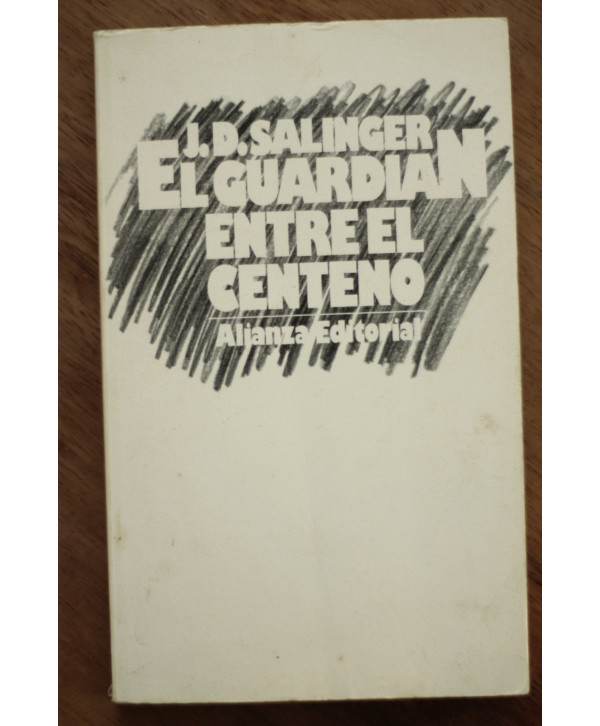 J.D. SALINGER
EL GUARDIAN
ENTRE EL
CENTENO
Alianza Editorial